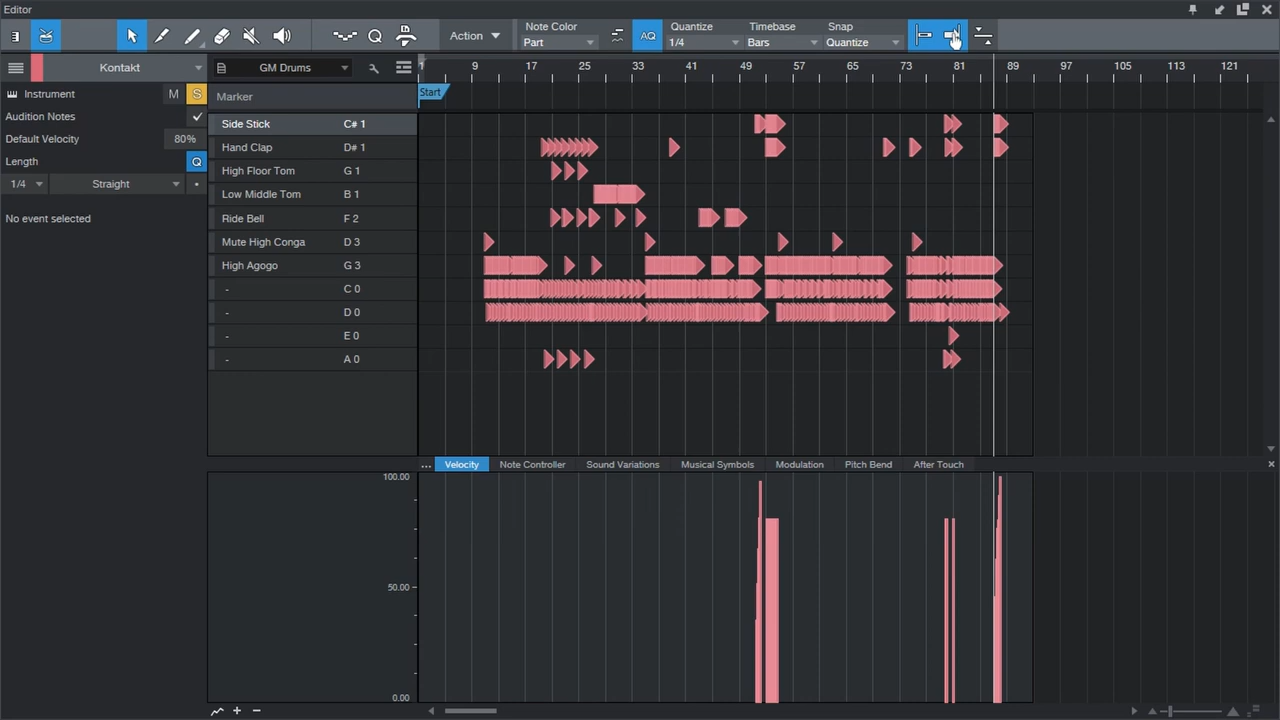 Editor
Action
Note Color
Part
AQ
Quantize
1/4
Timebase
Bars
Snap
Quantize
Kontakt
GM Drums
1 9 17 25 33 41 49 57 65 73 81 89 97 105 113 121
Instrument M S
Marker
Start
Audition Notes
Default Velocity 80%
Length Q
1/4 Straight
No event selected
Side Stick C# 1
Hand Clap D# 1
High Floor Tom G 1
Low Middle Tom B 1
Ride Bell F 2
Mute High Conga D 3
High Agogo G 3
- C 0
- D 0
- E 0
- A 0
... Velocity Note Controller Sound Variations Musical Symbols Modulation Pitch Bend After Touch
100.00
50.00
0.00